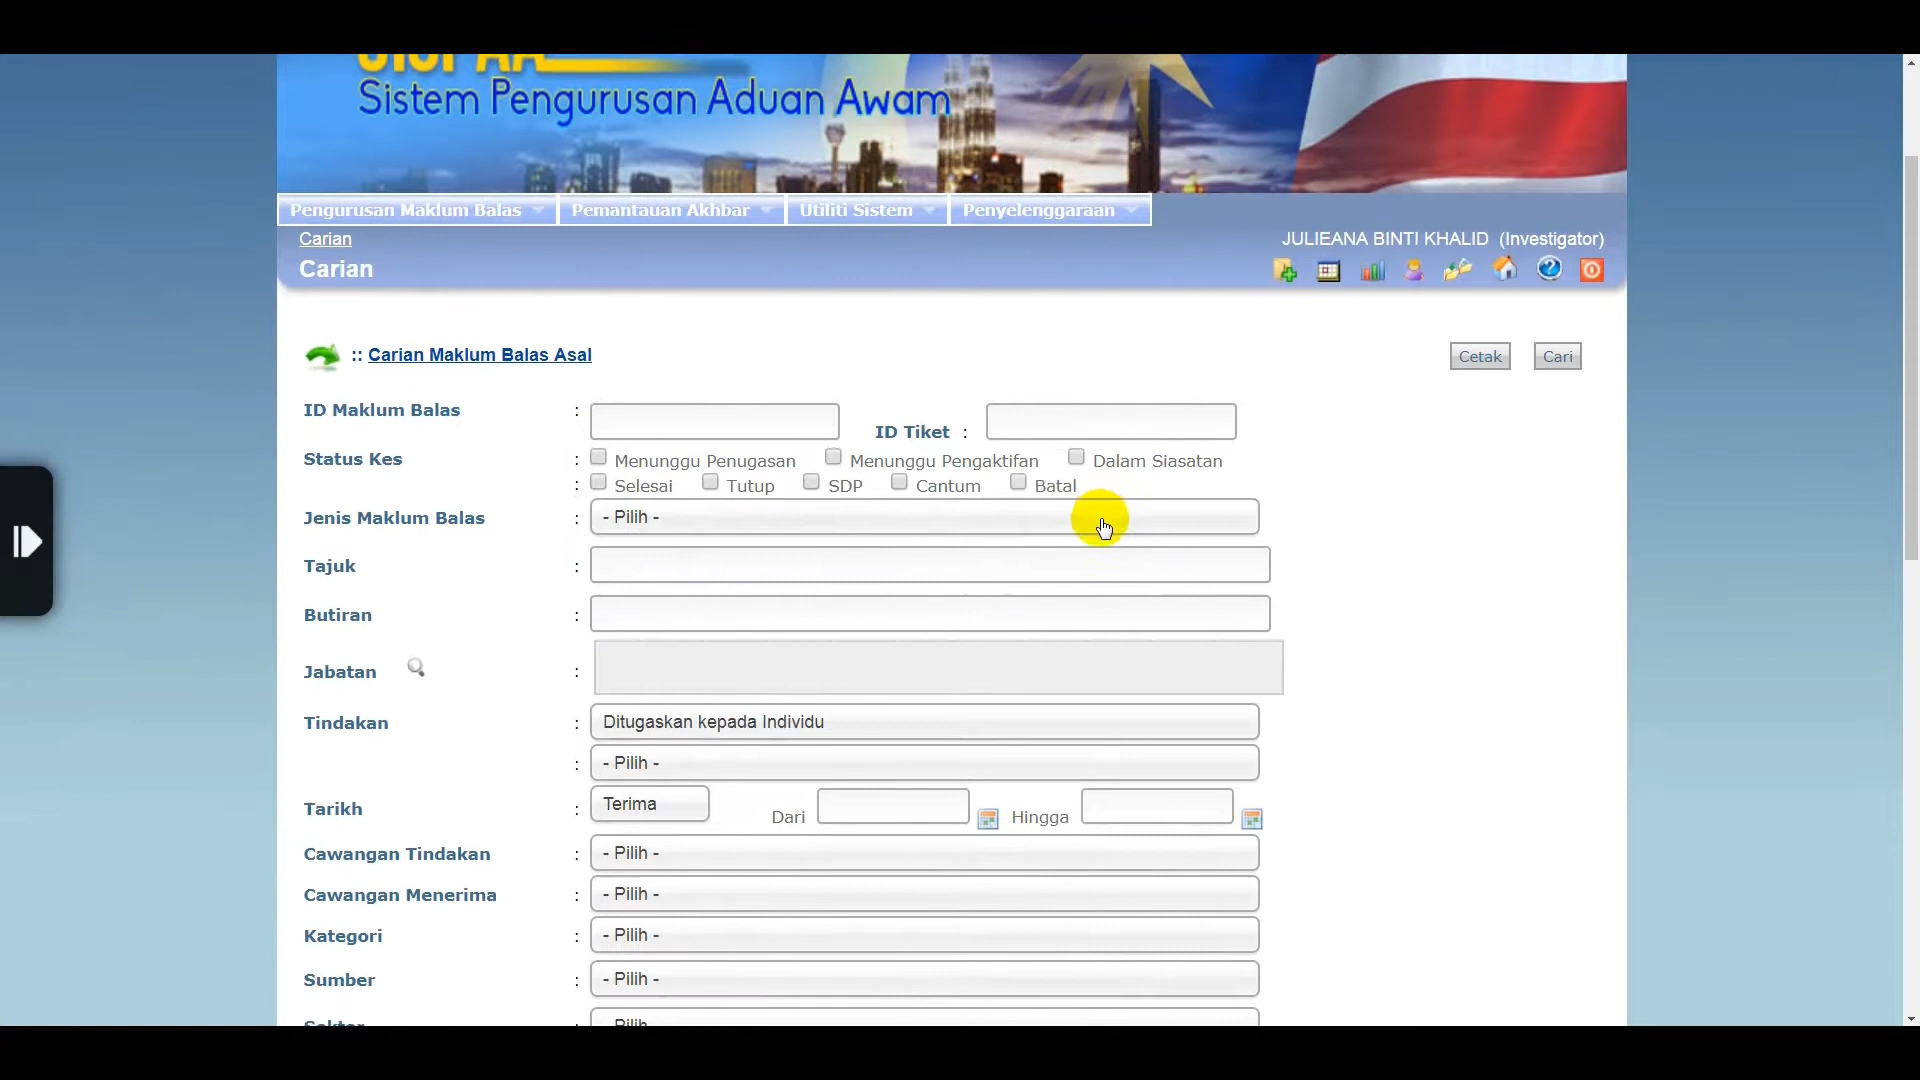 Sistem Pengurusan Aduan Awam
Pengurusan Maklum Balas Pemantauan Akhbar Utiliti Sistem Penyelenggaraan
Carian JULIEANA BINTI KHALID (Investigator)
Carian
:: Carian Maklum Balas Asal Cetak Cari
ID Maklum Balas : ID Tiket :
Status Kes : Menunggu Penugasan Menunggu Pengaktifan Dalam Siasatan
: Selesai Tutup SDP Cantum Batal
Jenis Maklum Balas : - Pilih -
Tajuk :
Butiran :
Jabatan :
Tindakan : Ditugaskan kepada Individu
: - Pilih -
Tarikh : Terima Dari Hingga
Cawangan Tindakan : - Pilih -
Cawangan Menerima : - Pilih -
Kategori : - Pilih -
Sumber : - Pilih -
- Pilih -